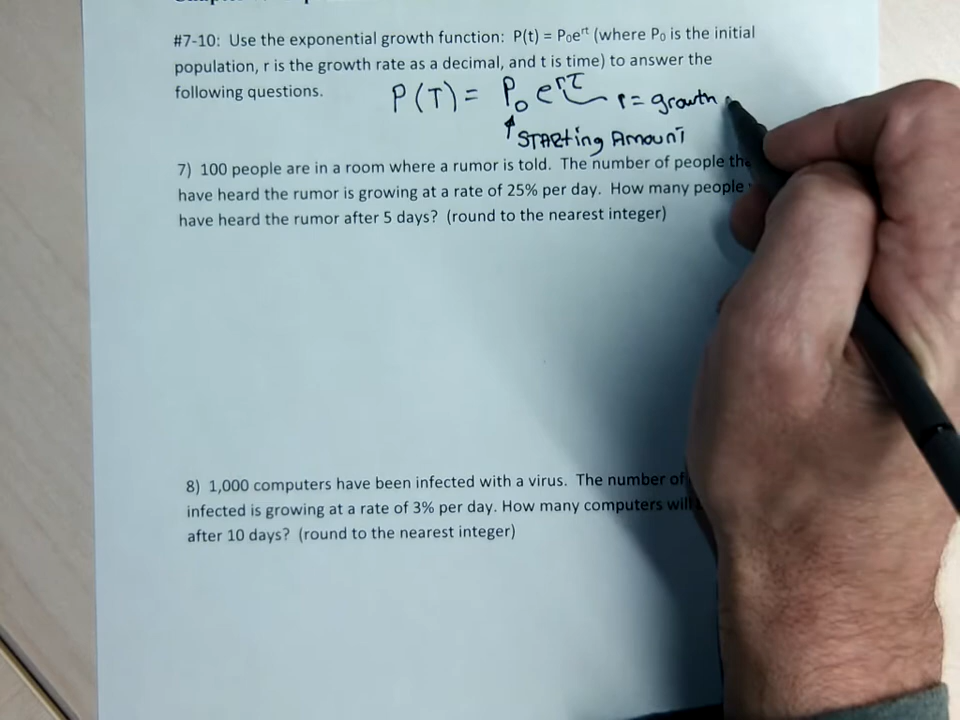 #7-10: Use the exponential growth function: P(t) = P₀eʳᵗ (where P₀ is the initial
population, r is the growth rate as a decimal, and t is time) to answer the
following questions.
P(T) = P₀ eʳᵗ r = growth
STARting Amount
7) 100 people are in a room where a rumor is told. The number of people
have heard the rumor is growing at a rate of 25% per day. How many people
have heard the rumor after 5 days? (round to the nearest integer)
8) 1,000 computers have been infected with a virus. The number of
infected is growing at a rate of 3% per day. How many computers will
after 10 days? (round to the nearest integer)